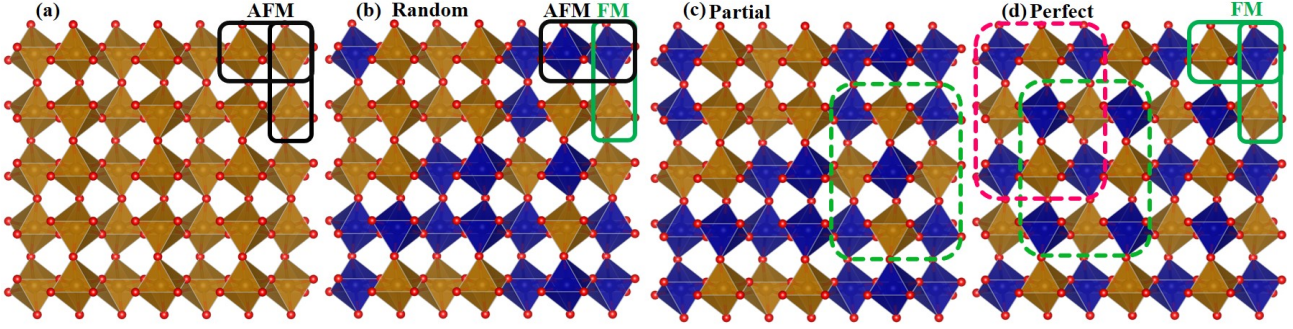 (a) AFM
(b) Random AFM FM
(c) Partial
(d) Perfect FM